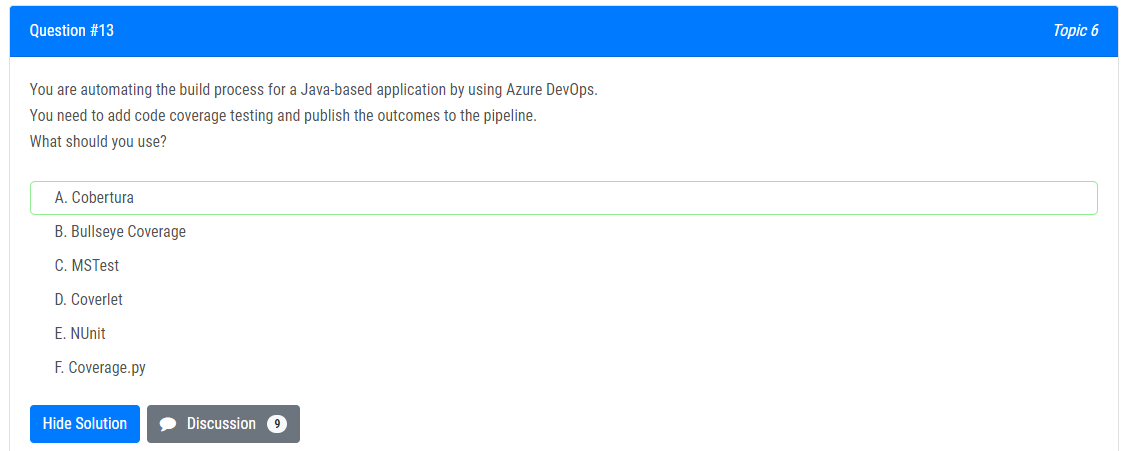 Question #13
Topic 6
You are automating the build process for a Java-based application by using Azure DevOps.
You need to add code coverage testing and publish the outcomes to the pipeline.
What should you use?
A. Cobertura
B. Bullseye Coverage
C. MSTest
D. Coverlet
E. NUnit
F. Coverage.py
Hide Solution
Discussion 9